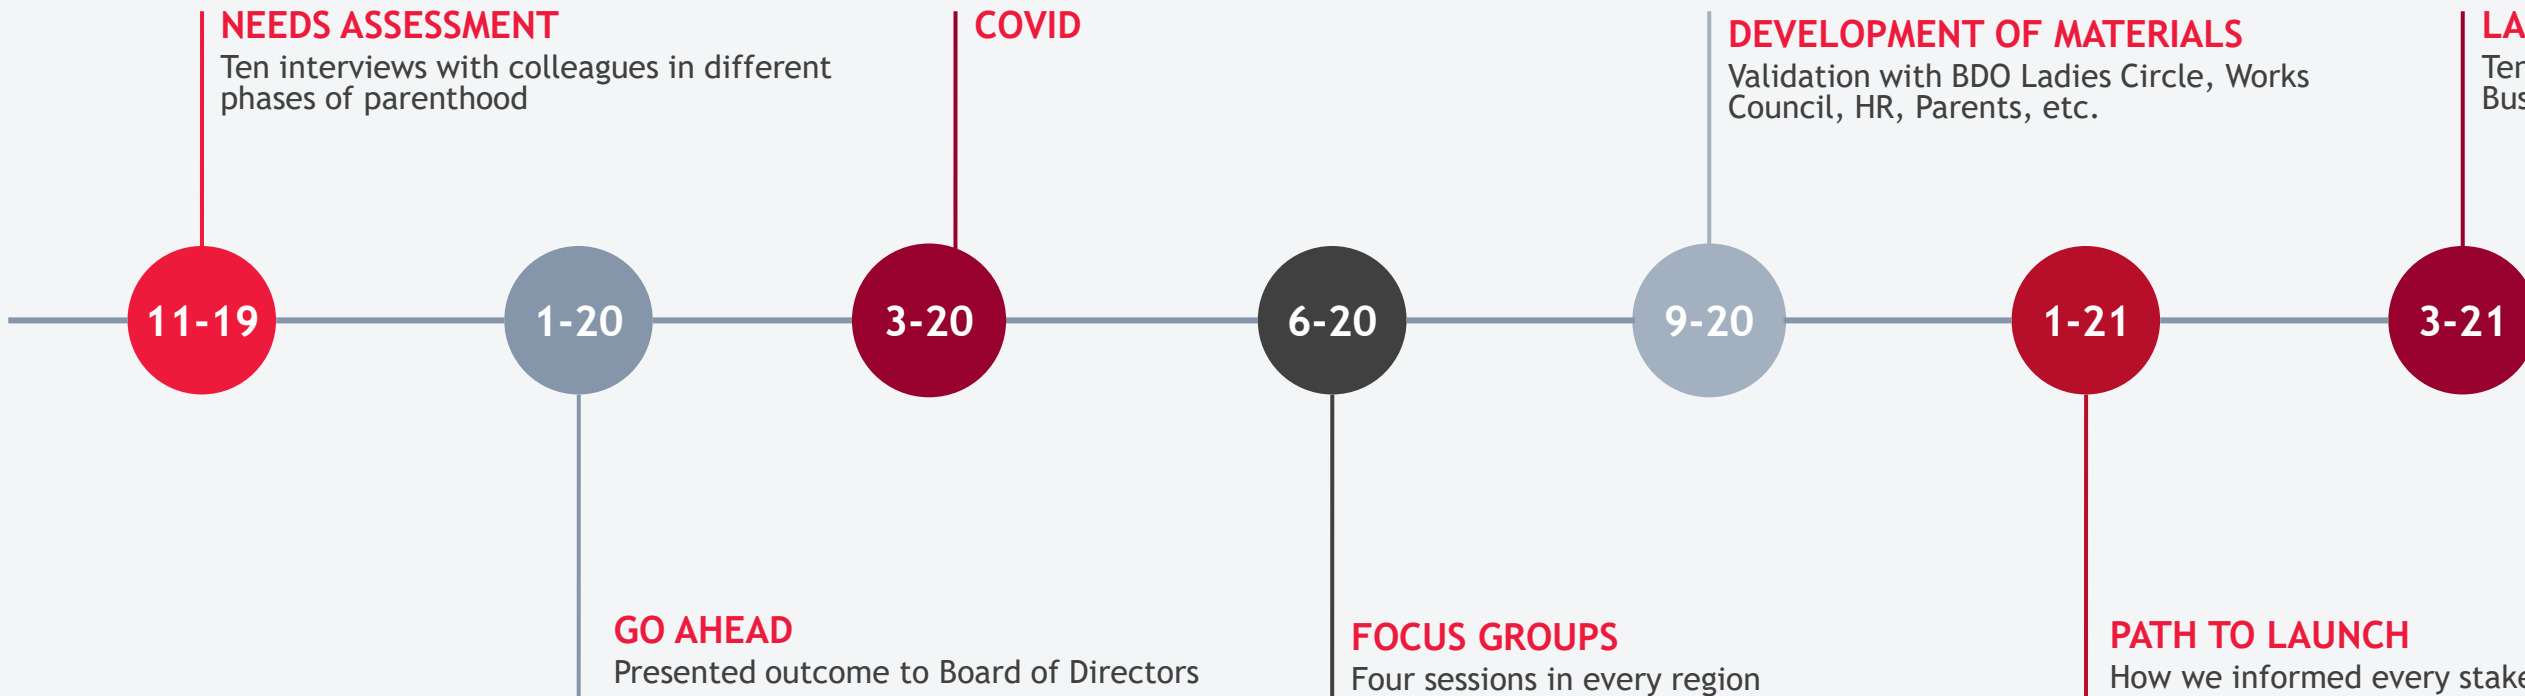 NEEDS ASSESSMENT
Ten interviews with colleagues in different
phases of parenthood
COVID
DEVELOPMENT OF MATERIALS
Validation with BDO Ladies Circle, Works
Council, HR, Parents, etc.
11-19
1-20
3-20
6-20
9-20
1-21
3-21
GO AHEAD
Presented outcome to Board of Directors
FOCUS GROUPS
Four sessions in every region
PATH TO LAUNCH
How we informed every